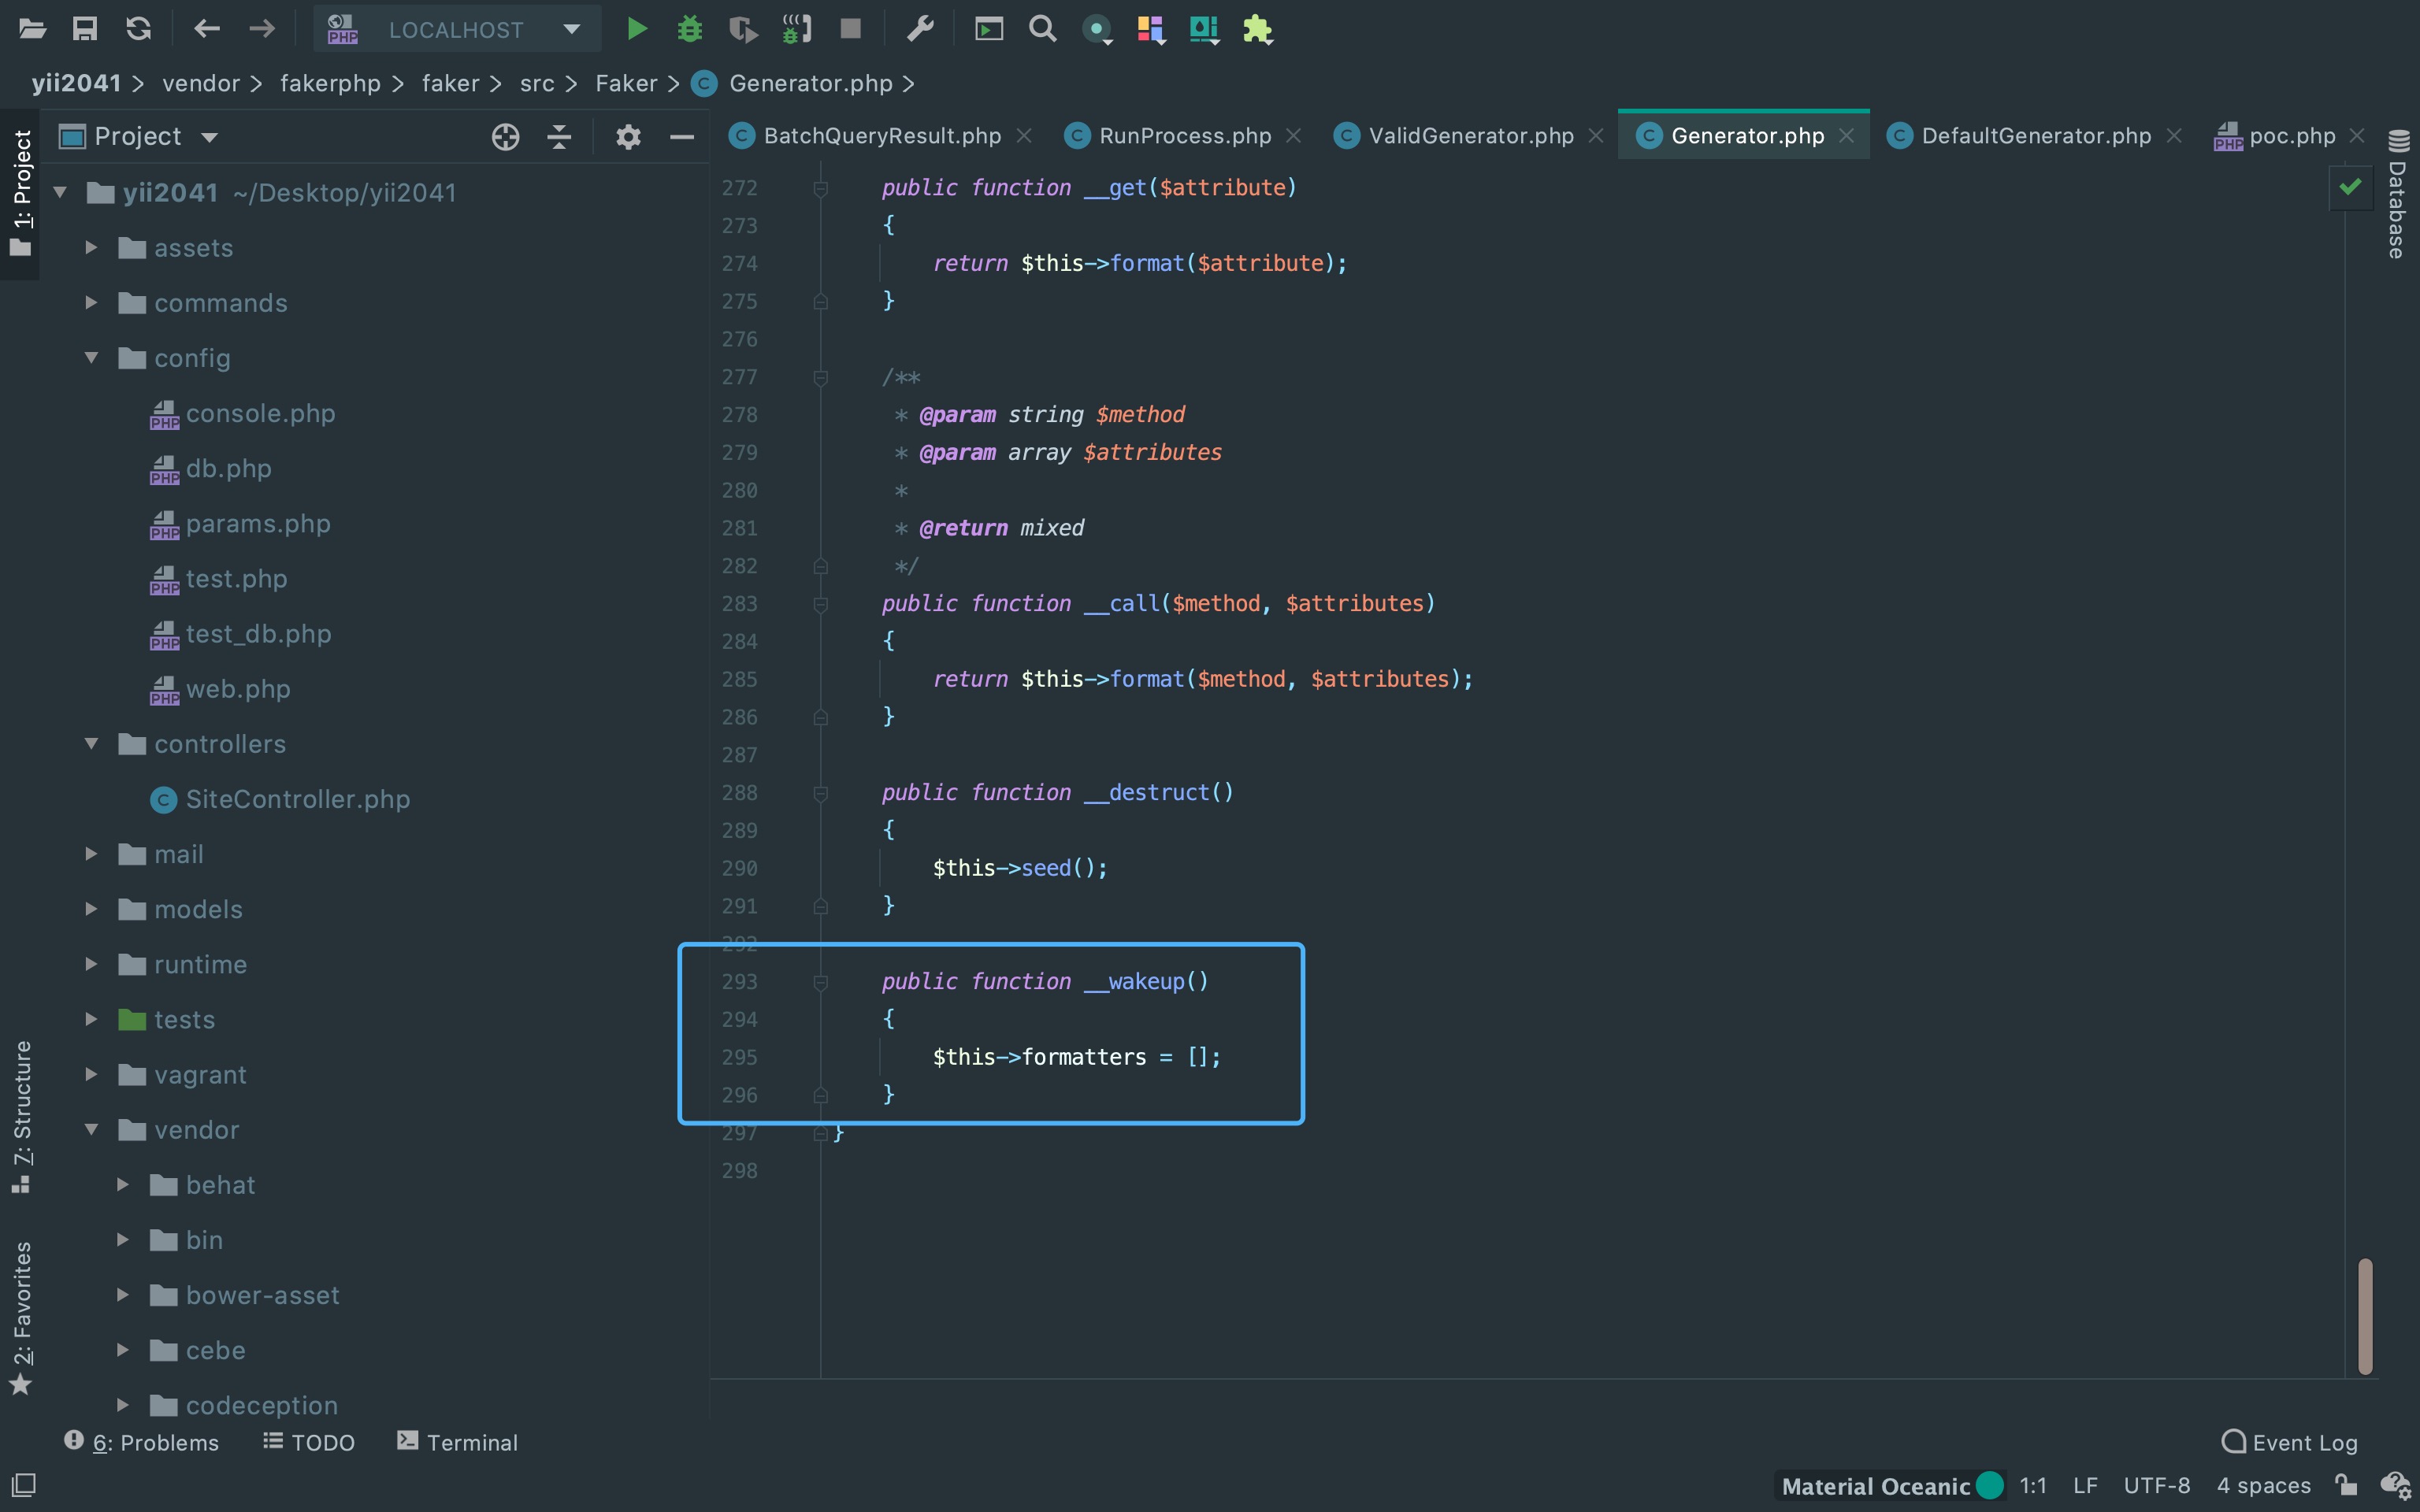 LOCALHOST
yii2041 > vendor > fakerphp > faker > src > Faker > Generator.php >
1: Project
Project
BatchQueryResult.php
RunProcess.php
ValidGenerator.php
Generator.php
DefaultGenerator.php
poc.php
Database
yii2041 ~/Desktop/yii2041
assets
commands
config
console.php
db.php
params.php
test.php
test_db.php
web.php
controllers
SiteController.php
mail
models
runtime
tests
vagrant
vendor
behat
bin
bower-asset
cebe
codeception
272 public function __get($attribute)
273 {
274 return $this->format($attribute);
275 }
276
277 /**
278 * @param string $method
279 * @param array $attributes
280 *
281 * @return mixed
282 */
283 public function __call($method, $attributes)
284 {
285 return $this->format($method, $attributes);
286 }
287
288 public function __destruct()
289 {
290 $this->seed();
291 }
292
293 public function __wakeup()
294 {
295 $this->formatters = [];
296 }
297 }
298
7: Structure
2: Favorites
6: Problems
TODO
Terminal
Event Log
Material Oceanic
1:1
LF
UTF-8
4 spaces